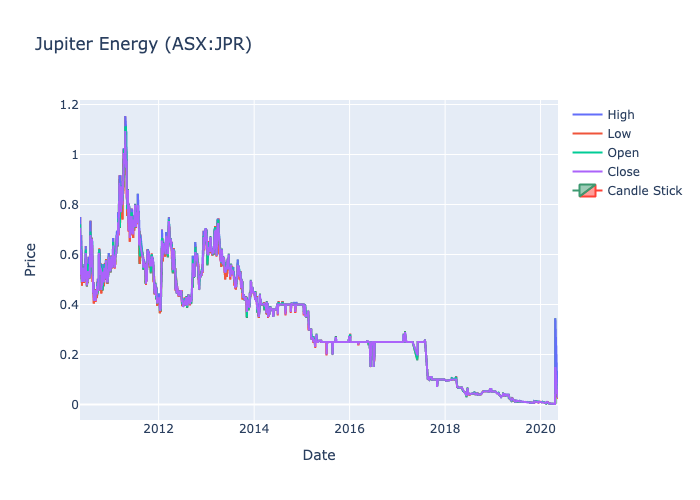 Jupiter Energy (ASX:JPR)
1.2
1
0.8
0.6
0.4
0.2
0
Price
2012
2014
2016
2018
2020
Date
High
Low
Open
Close
Candle Stick